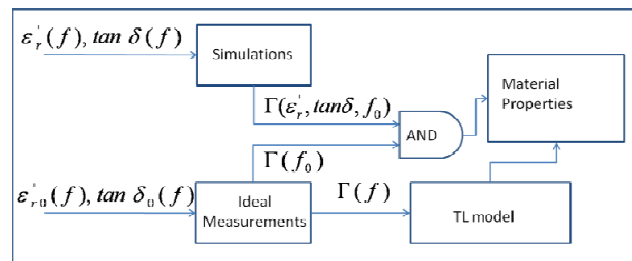 ε'ᵣ(f), tan δ(f)
Simulations
Material
Properties
Γ(ε'ᵣ, tanδ, f₀)
AND
Γ(f₀)
ε'ᵣ₀(f), tan δ₀(f)
Ideal
Measurements
Γ(f)
TL model